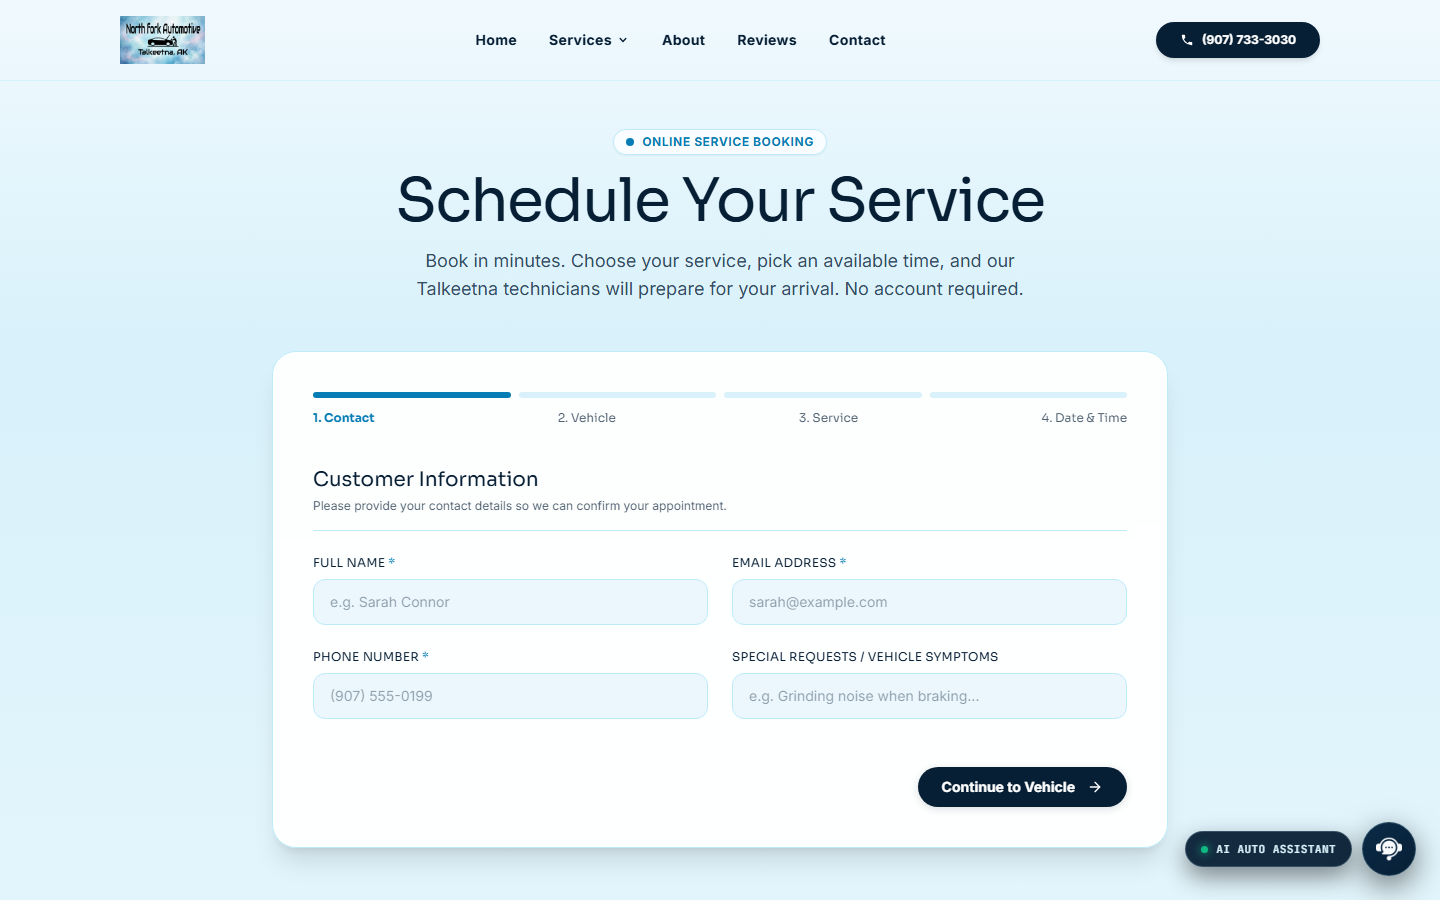 North Fork Automotive
Talkeetna, AK
Home
Services
About
Reviews
Contact
(907) 733-3030
ONLINE SERVICE BOOKING
Schedule Your Service
Book in minutes. Choose your service, pick an available time, and our
Talkeetna technicians will prepare for your arrival. No account required.
1. Contact
2. Vehicle
3. Service
4. Date & Time
Customer Information
Please provide your contact details so we can confirm your appointment.
FULL NAME *
EMAIL ADDRESS *
e.g. Sarah Connor
sarah@example.com
PHONE NUMBER *
SPECIAL REQUESTS / VEHICLE SYMPTOMS
(907) 555-0199
e.g. Grinding noise when braking...
Continue to Vehicle
AI AUTO ASSISTANT